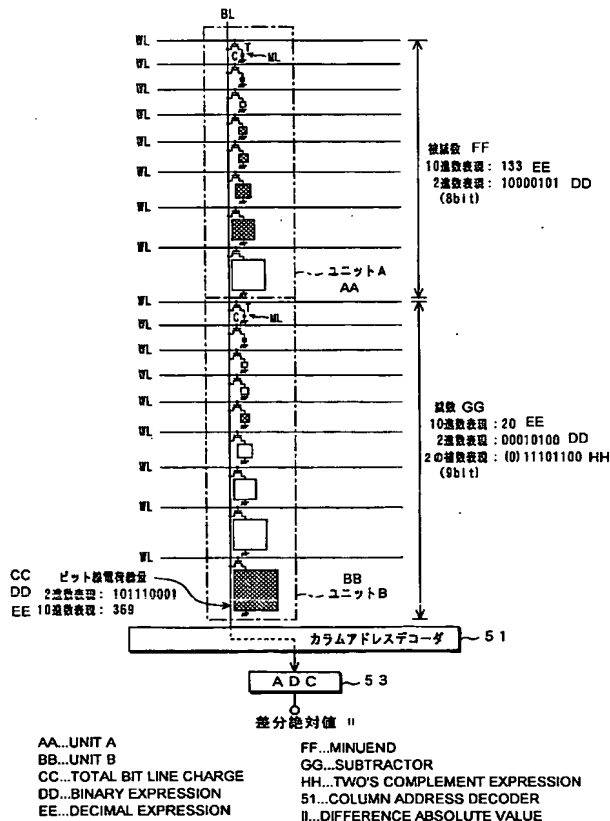 BL
WL
T
C
ML
WL
WL
WL
WL
WL
WL
WL
WL
被減数 FF
10進数表現: 133 EE
2進数表現: 10000101 DD
(8bit)
ユニットA
AA
WL
T
C
ML
WL
WL
WL
WL
WL
WL
WL
WL
減数 GG
10進数表現:20 EE
2進数表現:00010100 DD
2の補数表現:(0)11101100 HH
(9bit)
CC ビット線電荷総量
DD 2進数表現: 101110001
EE 10進数表現: 369
BB
ユニットB
カラムアドレスデコーダ 51
ADC 53
差分絶対値 II
AA...UNIT A
BB...UNIT B
CC...TOTAL BIT LINE CHARGE
DD...BINARY EXPRESSION
EE...DECIMAL EXPRESSION
FF...MINUEND
GG...SUBTRACTOR
HH...TWO'S COMPLEMENT EXPRESSION
51...COLUMN ADDRESS DECODER
II...DIFFERENCE ABSOLUTE VALUE